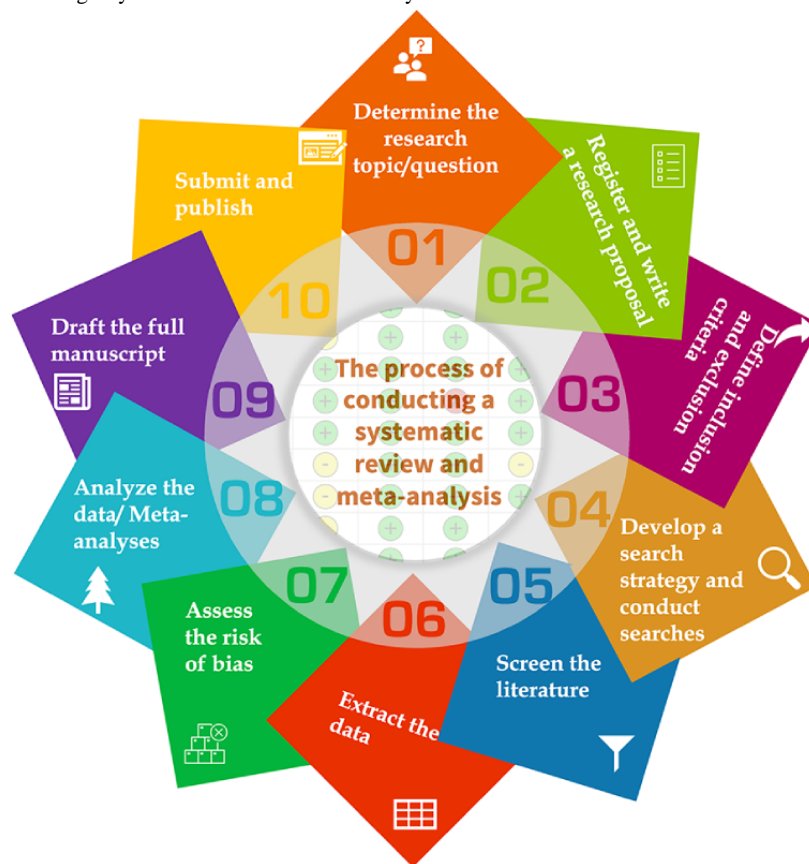 Determine the
research
topic/question
01
Register and write
a research proposal
02
Define inclusion
and exclusion
criteria
03
Develop a
search
strategy and
conduct
searches
04
Screen the
literature
05
Extract the
data
06
Assess
the risk
of bias
07
Analyze the
data/ Meta-
analyses
08
Draft the full
manuscript
09
Submit and
publish
10
The process of
conducting a
systematic
review and
meta-analysis